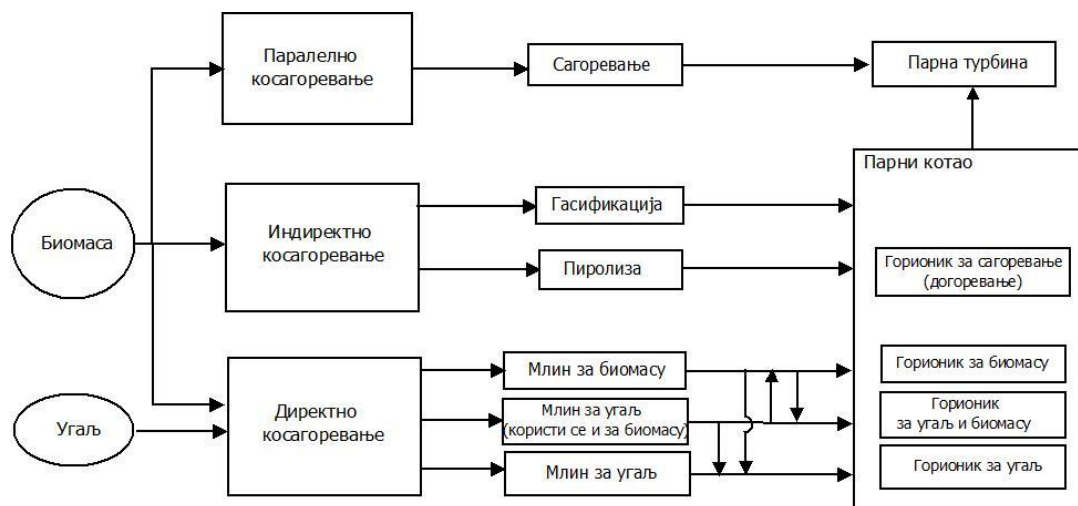 Паралелно
косагоревање
Сагоревање
Парна турбина
Парни котао
Биомаса
Индиректно
косагоревање
Гасификација
Пиролиза
Горионик за сагоревање
(догоревање)
Угаљ
Директно
косагоревање
Млин за биомасу
Млин за угаљ
(користи се и за биомасу)
Млин за угаљ
Горионик за биомасу
Горионик
за угаљ и биомасу
Горионик за угаљ